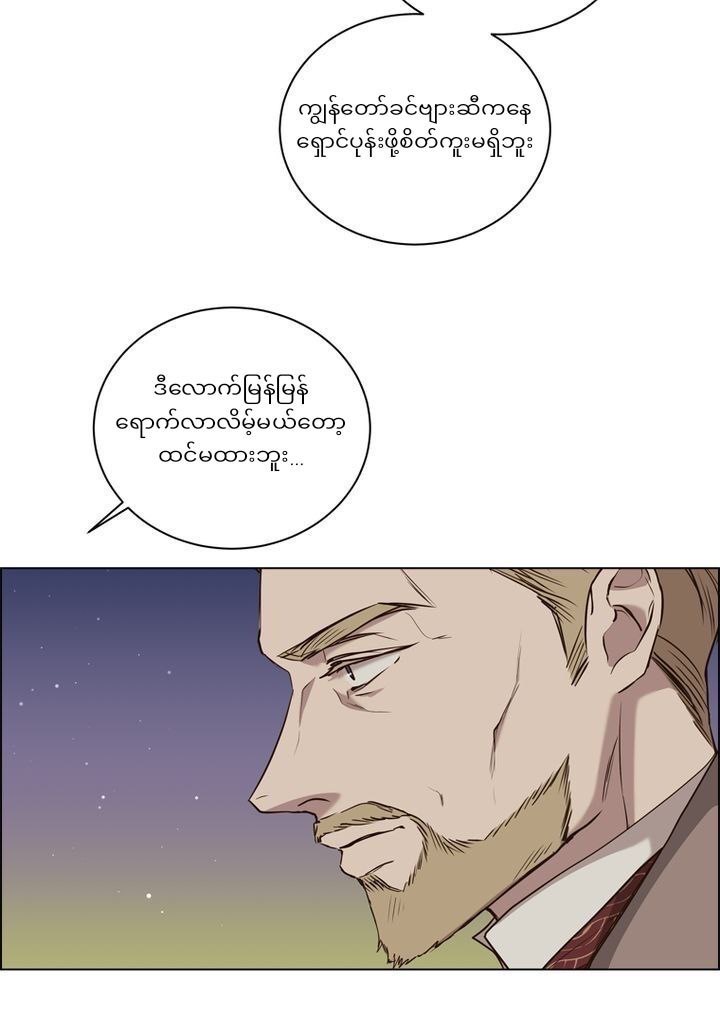 ကျွန်တော်ခင်ဗျားဆီကနေ
ရှောင်ပုန်းဖို့စိတ်ကူးမရှိဘူး
ဒီလောက်မြန်မြန်
ရောက်လာလိမ့်မယ်တော့
ထင်မထားဘူး...